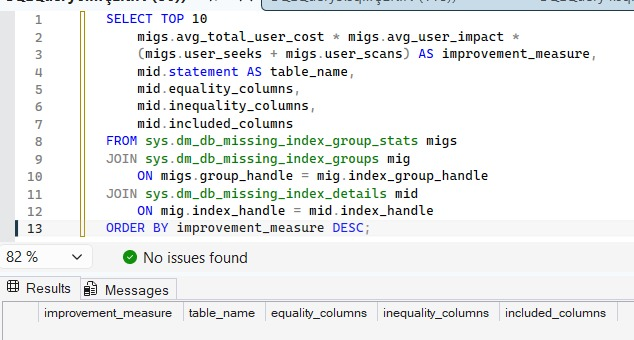 1 SELECT TOP 10
2 migs.avg_total_user_cost * migs.avg_user_impact *
3 (migs.user_seeks + migs.user_scans) AS improvement_measure,
4 mid.statement AS table_name,
5 mid.equality_columns,
6 mid.inequality_columns,
7 mid.included_columns
8 FROM sys.dm_db_missing_index_group_stats migs
9 JOIN sys.dm_db_missing_index_groups mig
10 ON migs.group_handle = mig.index_group_handle
11 JOIN sys.dm_db_missing_index_details mid
12 ON mig.index_handle = mid.index_handle
13 ORDER BY improvement_measure DESC;
82 % No issues found
Results Messages
improvement_measure table_name equality_columns inequality_columns included_columns